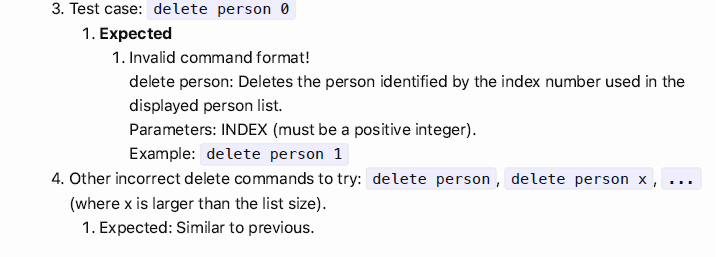 3. Test case: delete person 0
1. Expected
1. Invalid command format!
delete person: Deletes the person identified by the index number used in the
displayed person list.
Parameters: INDEX (must be a positive integer).
Example: delete person 1
4. Other incorrect delete commands to try: delete person, delete person x, ...
(where x is larger than the list size).
1. Expected: Similar to previous.